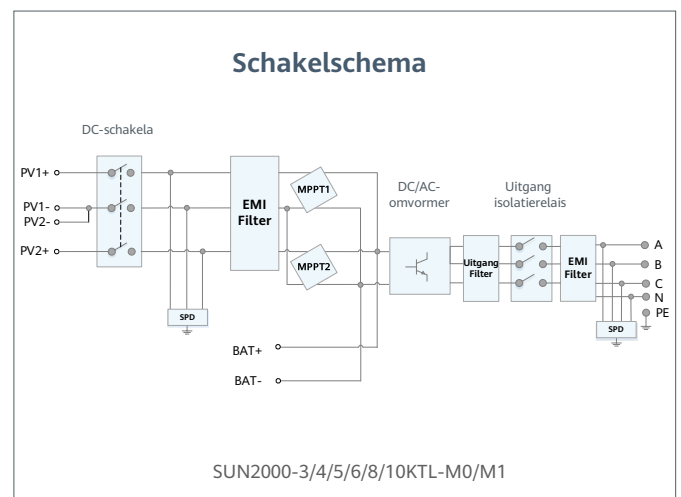 Schakelschema
DC-schakela
PV1+
PV1-
PV2-
PV2+
EMI
Filter
SPD
MPPT1
MPPT2
BAT+
BAT-
DC/AC-
omvormer
Uitgang
Filter
Uitgang
isolatierelais
EMI
Filter
SPD
A
B
C
N
PE
SUN2000-3/4/5/6/8/10KTL-M0/M1